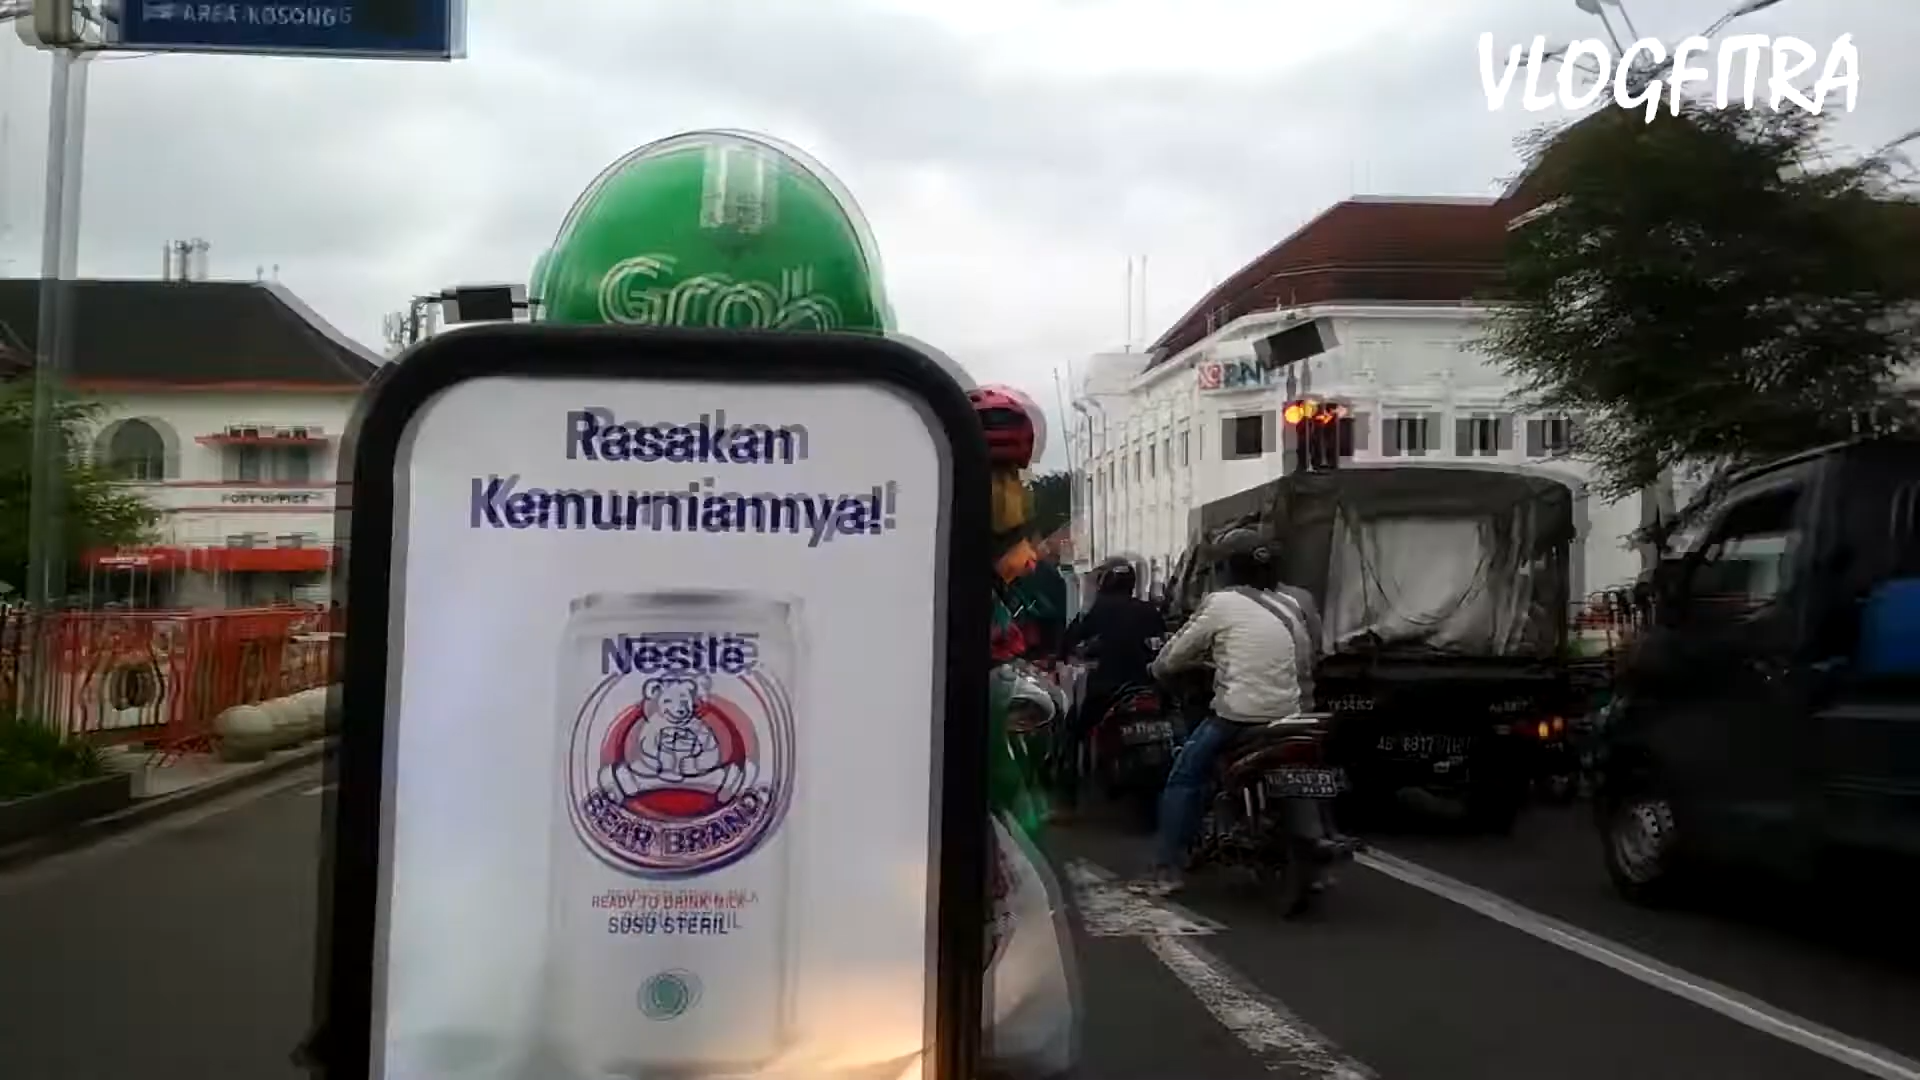 AREA KOSONG
VLOGFITRA
Grab
Rasakan
Kemurniannya!
Nestlé
BEAR BRAND
READY TO DRINK MILK
SUSU STERIL
POST OFFICE
BNI